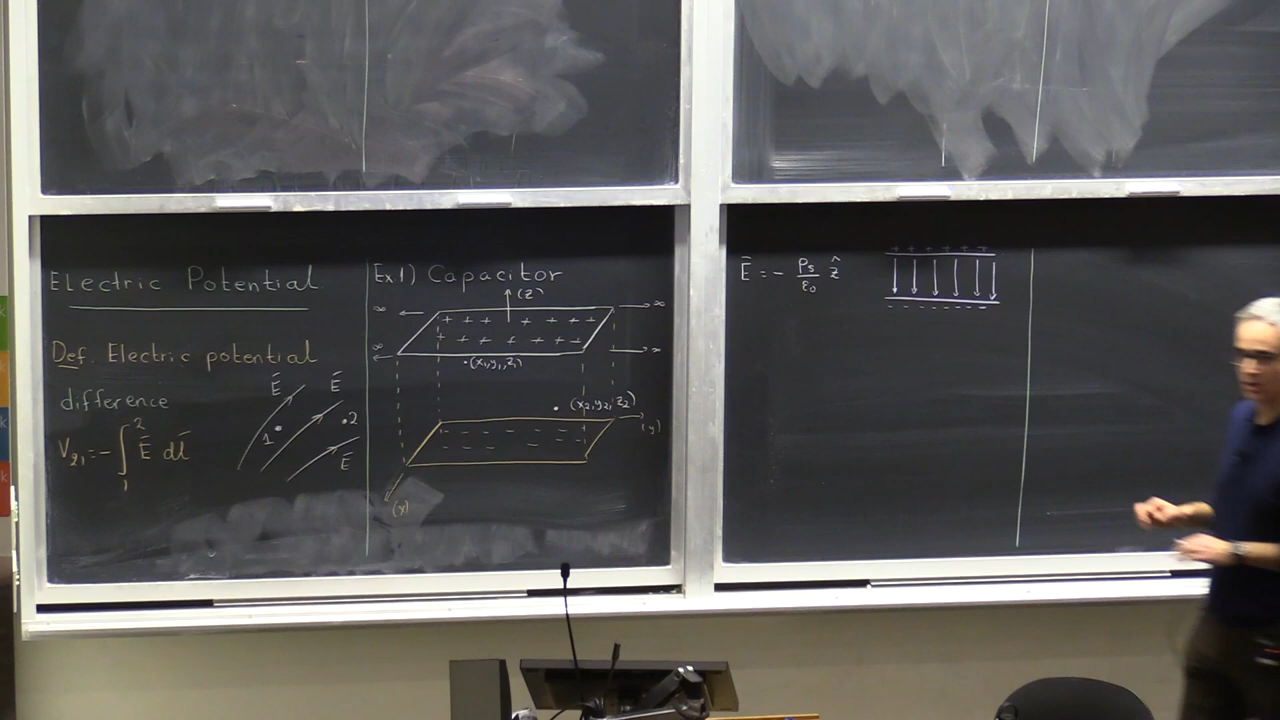 Electric Potential
Def. Electric potential
difference
V₂₁ = - ∫₁² Ē dl̄
Ē
Ē
1
2
Ē
Ex1) Capacitor
(z)
∞
∞
+ + + + + + + +
∞
+ + + + + + +
∞
(x₁,y₁,z₁)
(x₂,y₂,z₂)
(y)
(x)
Ē = - ρs/ε₀ ẑ
+ + + + + +
- - - - - - - -